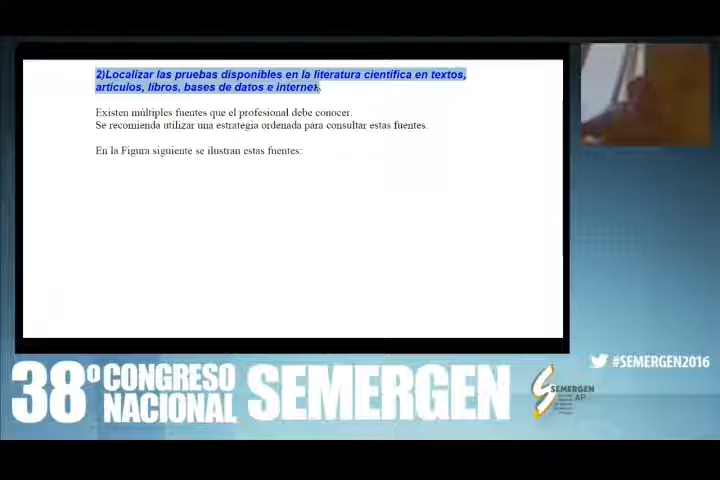 2)Localizar las pruebas disponibles en la literatura científica en textos,
artículos, libros, bases de datos e internet.
Existen múltiples fuentes que el profesional debe conocer.
Se recomienda utilizar una estrategia ordenada para consultar estas fuentes.
En la Figura siguiente se ilustran estas fuentes:
#SEMERGEN2016
38º CONGRESO
NACIONAL
SEMERGEN
SEMERGEN
AP